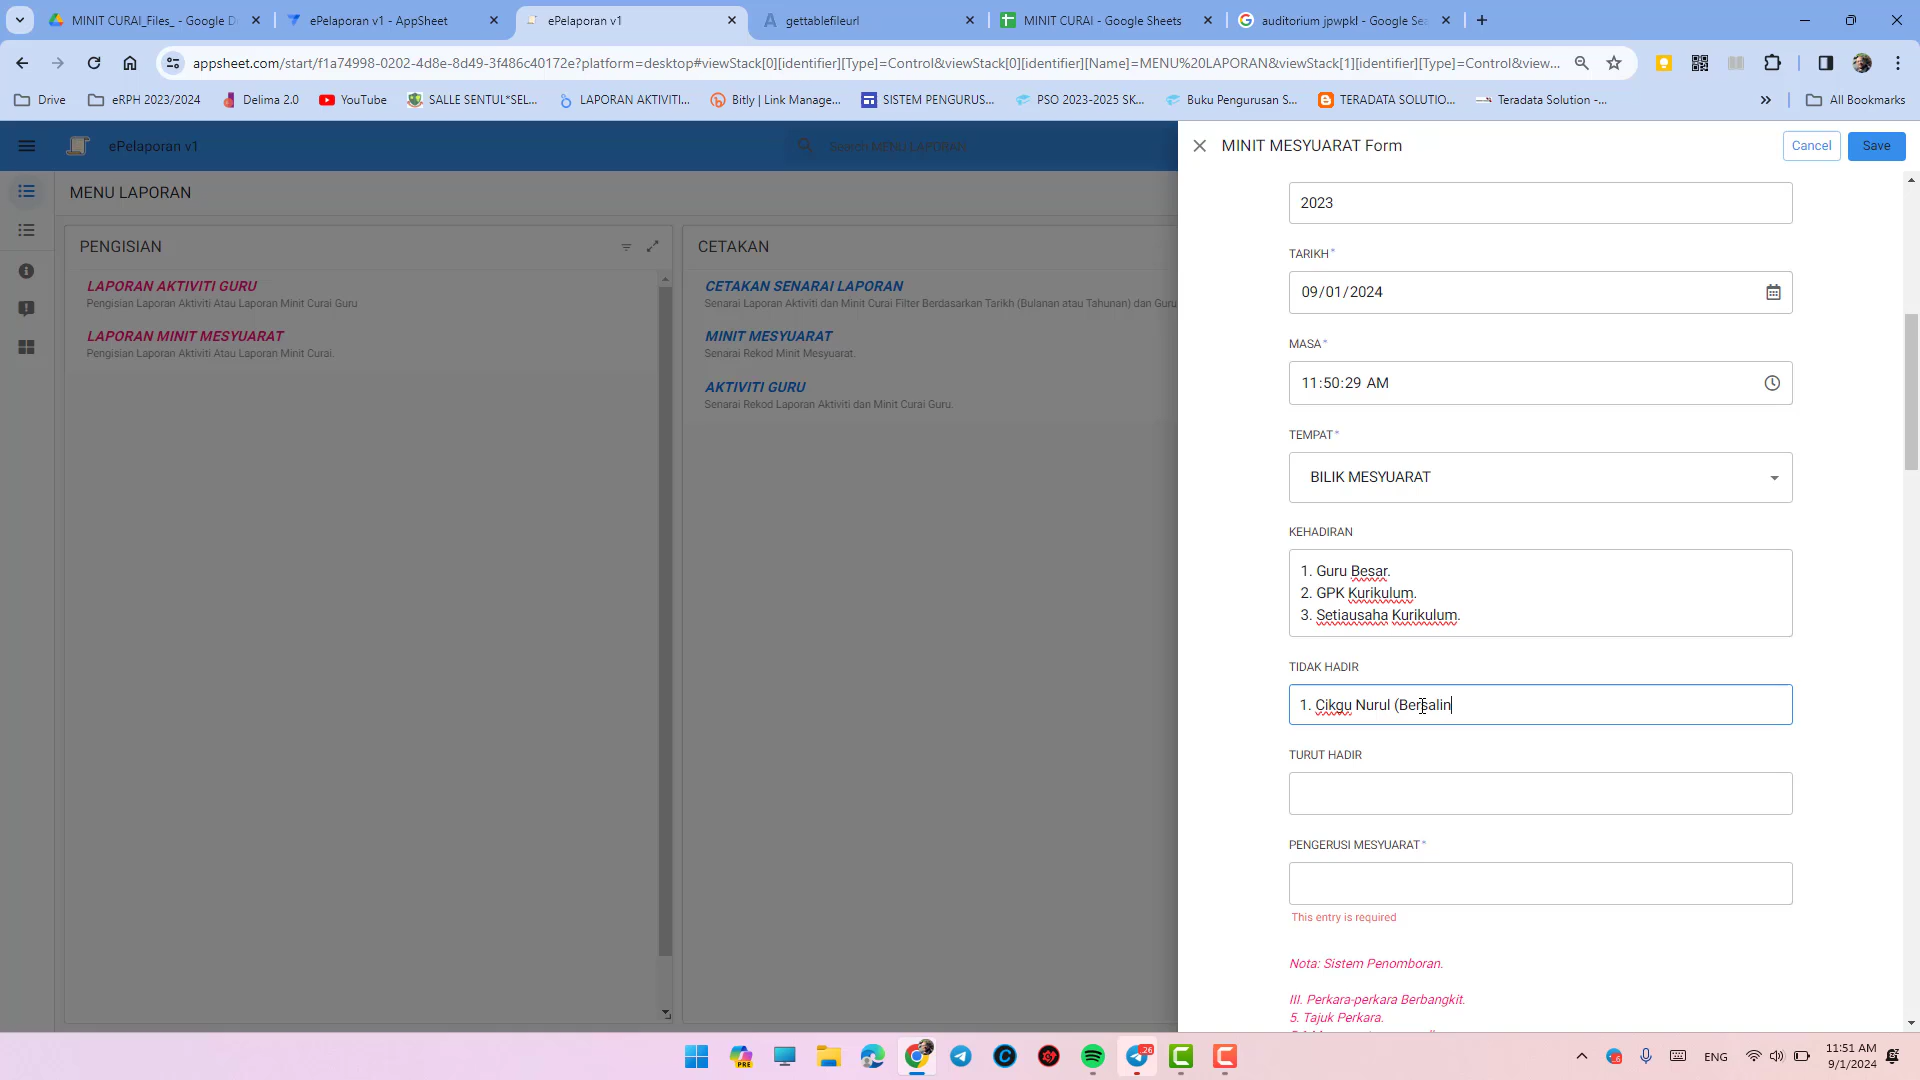 MINIT CURAI_Files_ - Google D
ePelaporan v1 - AppSheet
ePelaporan v1
gettablefileurl
MINIT CURAI - Google Sheets
auditorium jpwpkl - Google Sea
appsheet.com/start/f1a74998-0202-4d8e-8d49-3f486c40172e?platform=desktop#viewStack[0][identifier][Type]=Control&viewStack[0][identifier][Name]=MENU%20LAPORAN&viewStack[1][identifier][Type]=Control&view...
Drive
eRPH 2023/2024
Delima 2.0
YouTube
SALLE SENTUL*SEL...
LAPORAN AKTIVITI...
Bitly | Link Manage...
SISTEM PENGURUS...
PSO 2023-2025 SK...
Buku Pengurusan S...
TERADATA SOLUTIO...
Teradata Solution -...
All Bookmarks
ePelaporan v1
Search MENU LAPORAN
MENU LAPORAN
PENGISIAN
LAPORAN AKTIVITI GURU
Pengisian Laporan Aktiviti Atau Laporan Minit Curai Guru
LAPORAN MINIT MESYUARAT
Pengisian Laporan Aktiviti Atau Laporan Minit Curai.
CETAKAN
CETAKAN SENARAI LAPORAN
Senarai Laporan Aktiviti dan Minit Curai Filter Berdasarkan Tarikh (Bulanan atau Tahunan) dan Guru
MINIT MESYUARAT
Senarai Rekod Minit Mesyuarat.
AKTIVITI GURU
Senarai Rekod Laporan Aktiviti dan Minit Curai Guru.
MINIT MESYUARAT Form
Cancel
Save
2023
TARIKH*
09/01/2024
MASA*
11:50:29 AM
TEMPAT*
BILIK MESYUARAT
KEHADIRAN
1. Guru Besar.
2. GPK Kurikulum.
3. Setiausaha Kurikulum.
TIDAK HADIR
1. Cikgu Nurul (Bersalin
TURUT HADIR
PENGERUSI MESYUARAT*
This entry is required
Nota: Sistem Penomboran.
III. Perkara-perkara Berbangkit.
5. Tajuk Perkara.
PRE
26
6
ENG
11:51 AM
9/1/2024